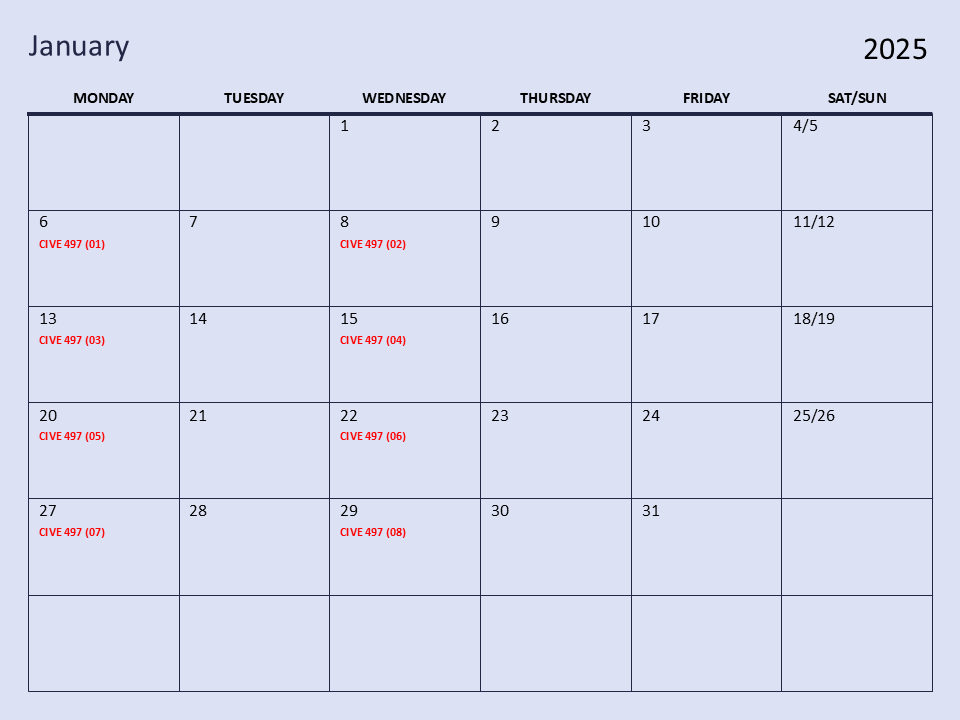 January 2025
MONDAY TUESDAY WEDNESDAY THURSDAY FRIDAY SAT/SUN
1 2 3 4/5
6 7 8 9 10 11/12
CIVE 497 (01) CIVE 497 (02)
13 14 15 16 17 18/19
CIVE 497 (03) CIVE 497 (04)
20 21 22 23 24 25/26
CIVE 497 (05) CIVE 497 (06)
27 28 29 30 31
CIVE 497 (07) CIVE 497 (08)